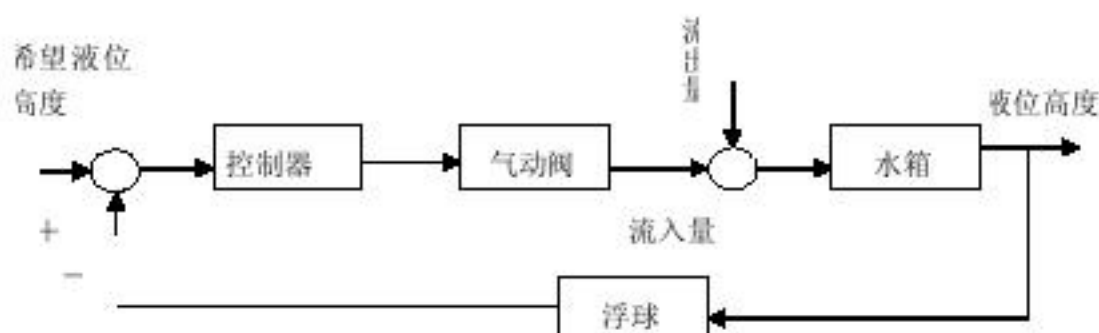 希望液位
高度
流出量
液位高度
控制器
气动阀
水箱
+
流入量
−
浮球